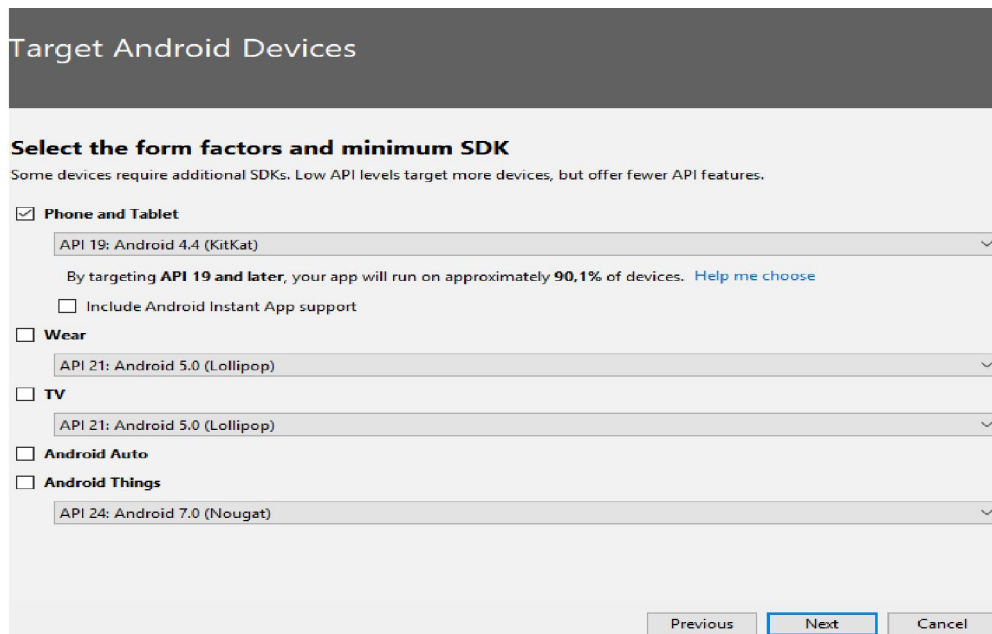 Target Android Devices
Select the form factors and minimum SDK
Some devices require additional SDKs. Low API levels target more devices, but offer fewer API features.
Phone and Tablet
API 19: Android 4.4 (KitKat)
By targeting API 19 and later, your app will run on approximately 90,1% of devices. Help me choose
Include Android Instant App support
Wear
API 21: Android 5.0 (Lollipop)
TV
API 21: Android 5.0 (Lollipop)
Android Auto
Android Things
API 24: Android 7.0 (Nougat)
Previous Next Cancel